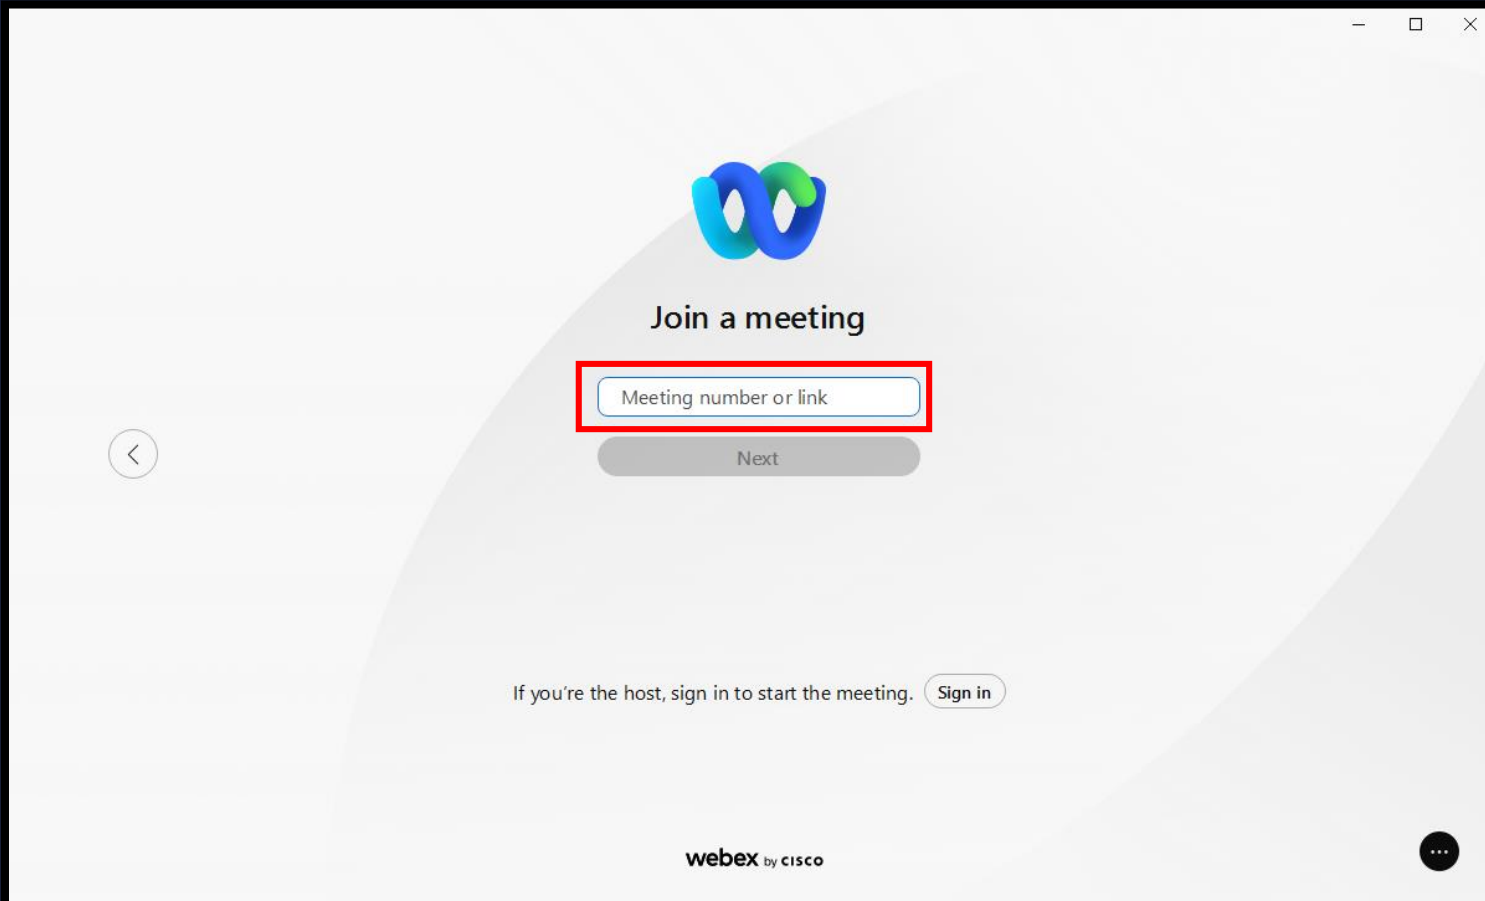 Join a meeting
Meeting number or link
Next
If you're the host, sign in to start the meeting. Sign in
webex by CISCO